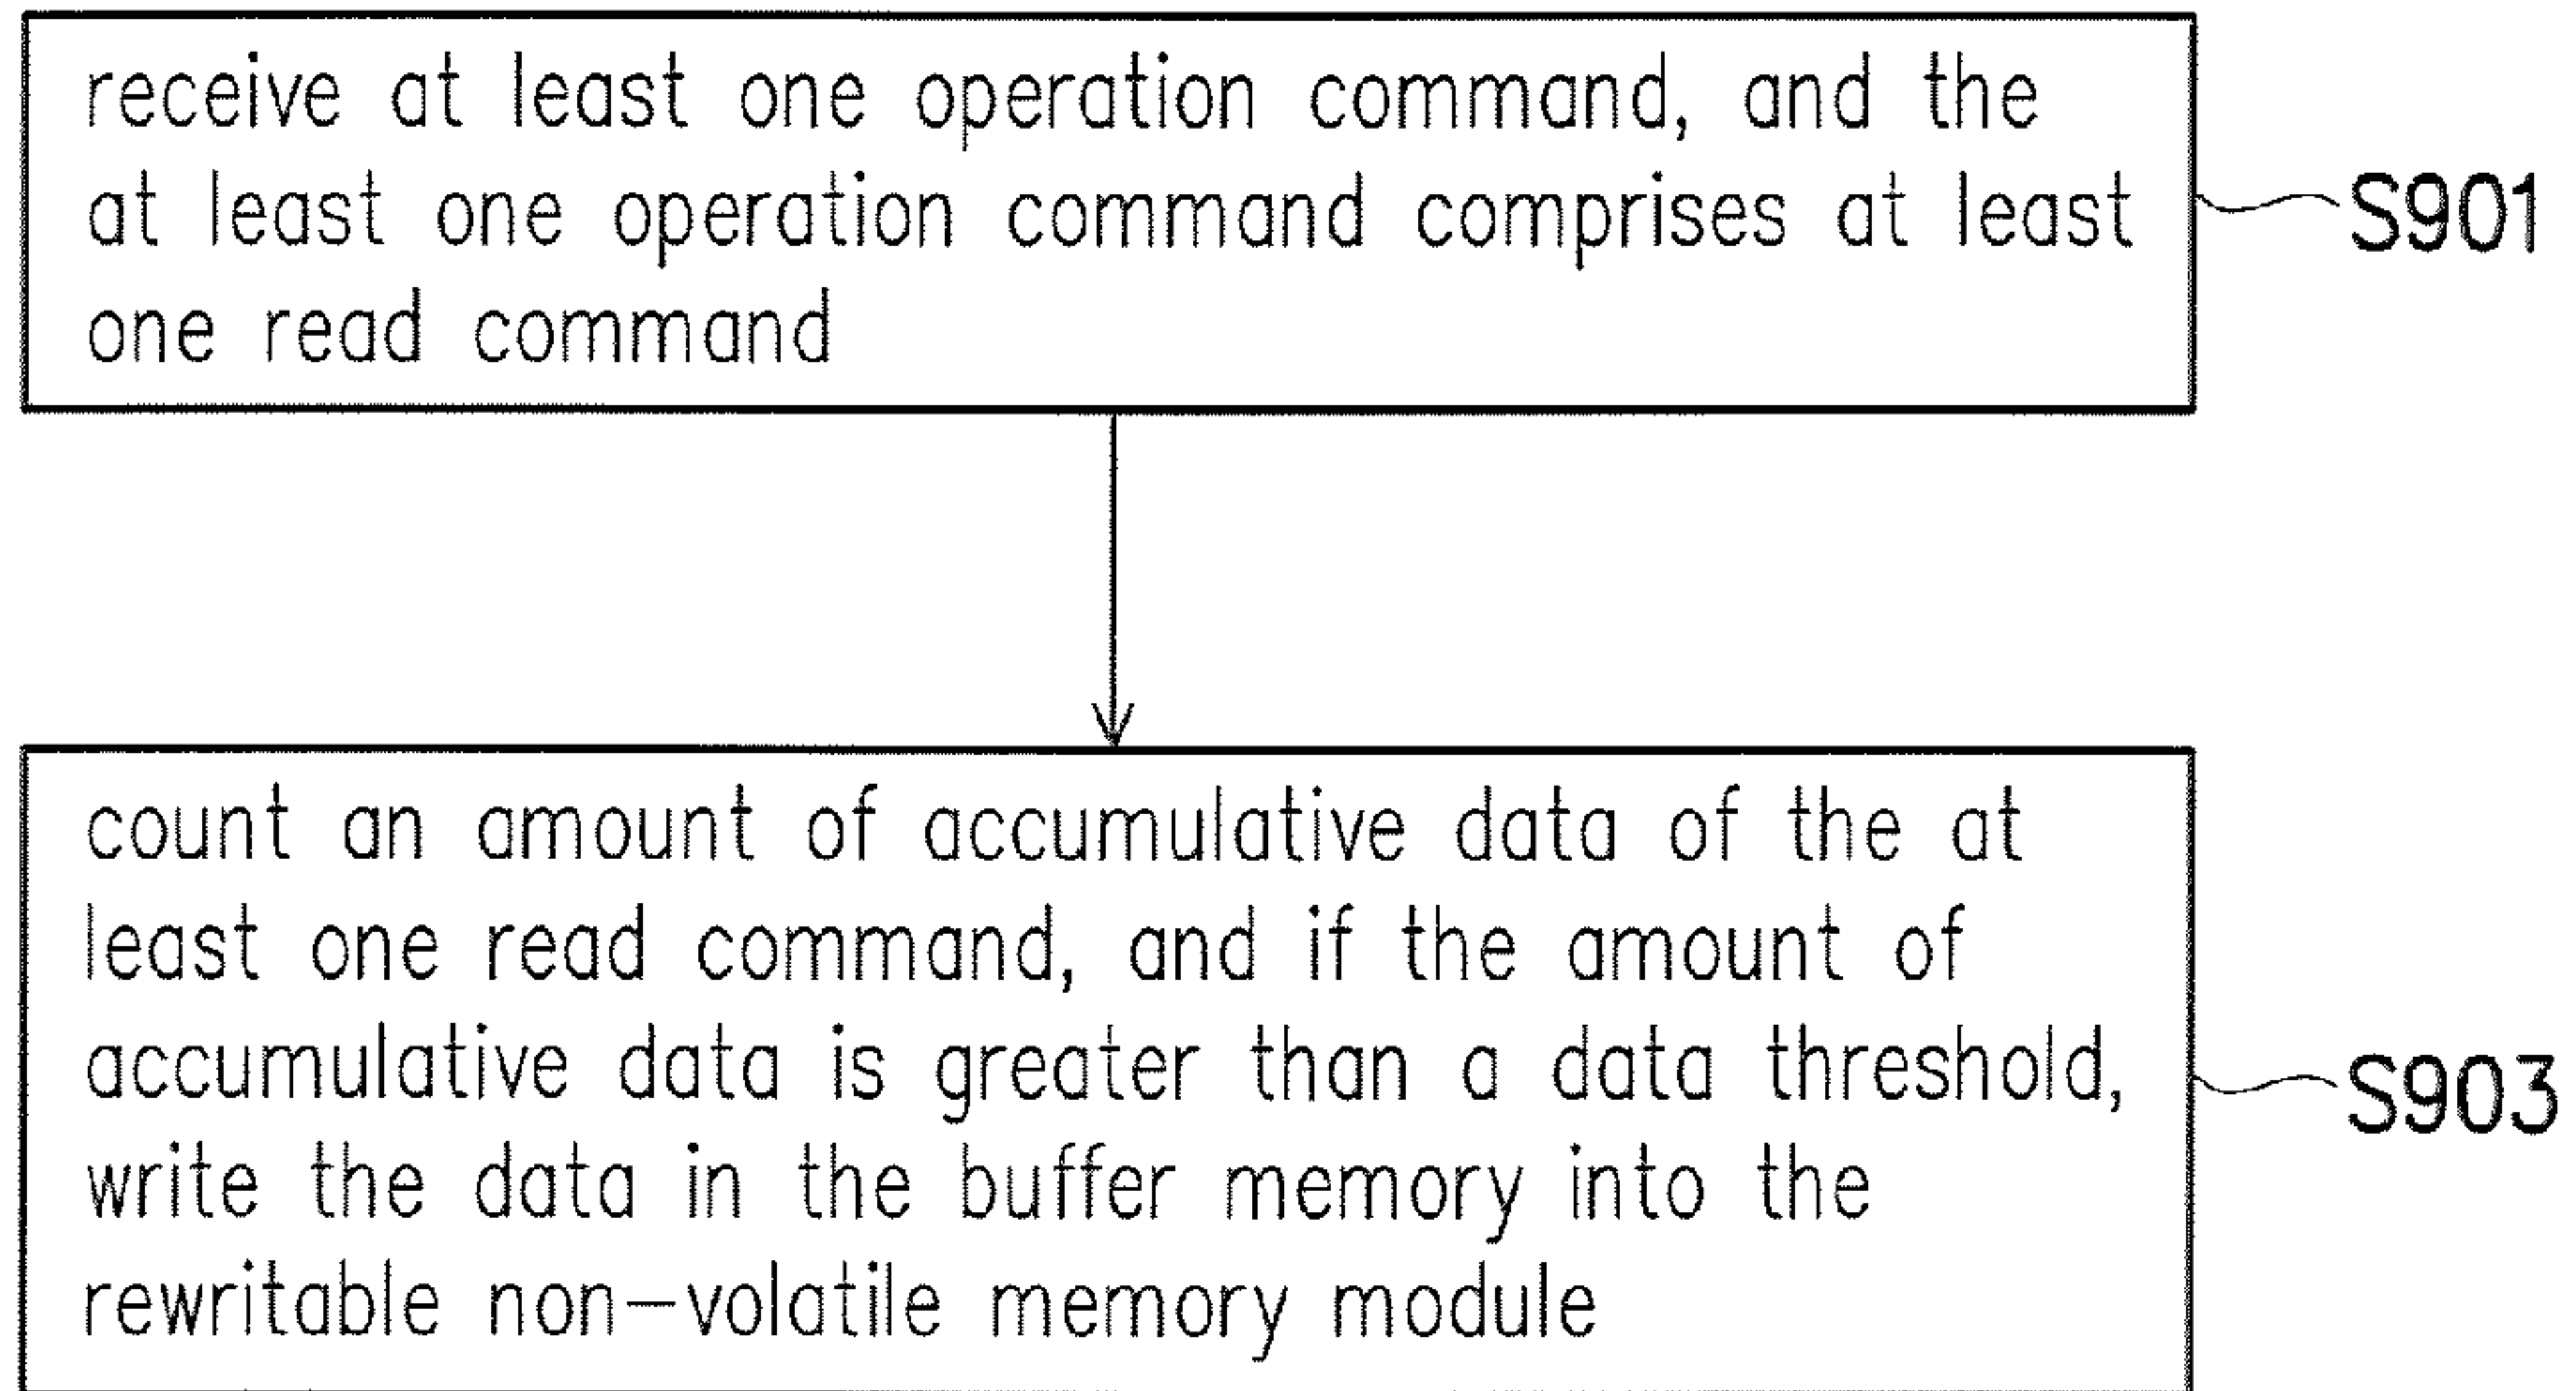 receive at least one operation command, and the
at least one operation command comprises at least
one read command
S901
count an amount of accumulative data of the at
least one read command, and if the amount of
accumulative data is greater than a data threshold,
write the data in the buffer memory into the
rewritable non-volatile memory module
S903